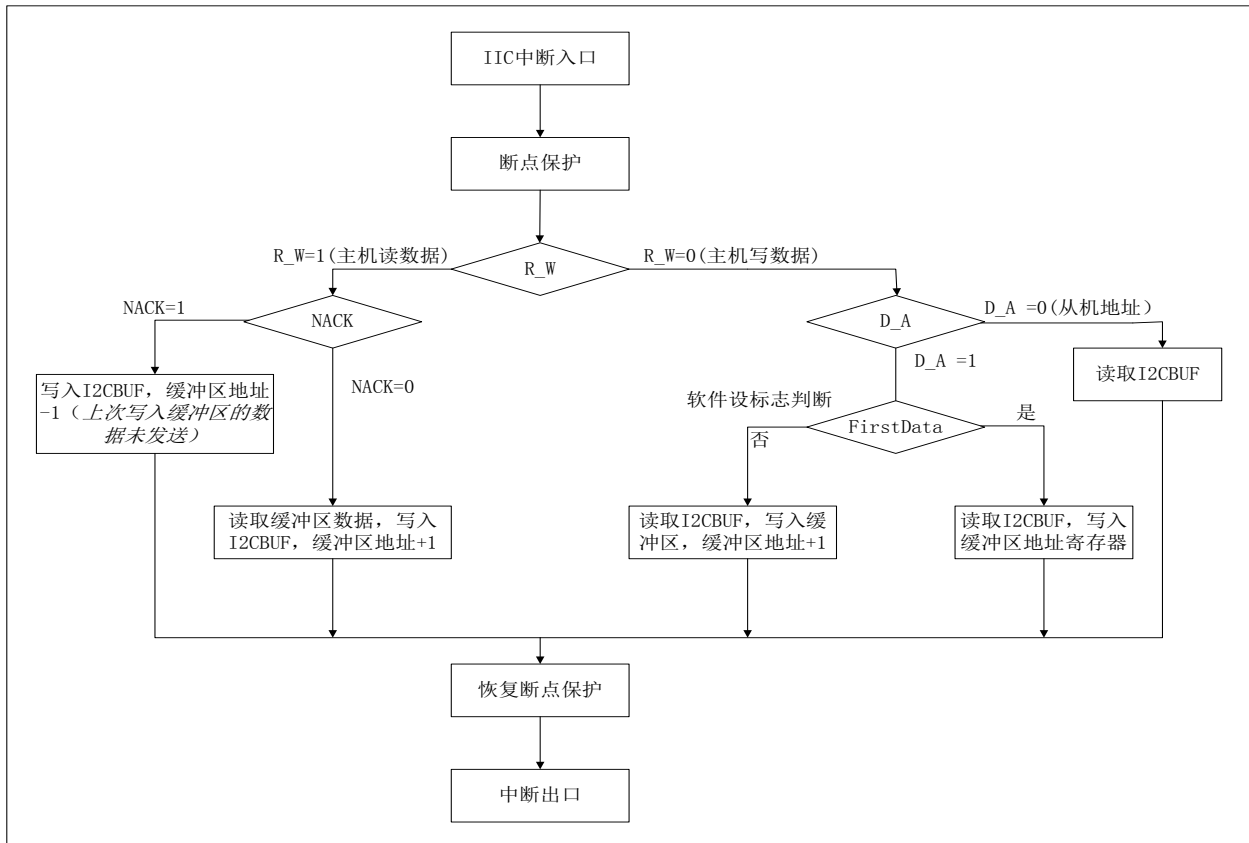 IIC中断入口
断点保护
R_W=1(主机读数据)
R_W
R_W=0(主机写数据)
NACK=1
NACK
D_A
D_A =0(从机地址)
写入I2CBUF，缓冲区地址
-1（上次写入缓冲区的数
据未发送）
NACK=0
D_A =1
读取I2CBUF
软件设标志判断
FirstData
是
否
读取缓冲区数据，写入
I2CBUF，缓冲区地址+1
读取I2CBUF，写入缓
冲区，缓冲区地址+1
读取I2CBUF，写入
缓冲区地址寄存器
恢复断点保护
中断出口